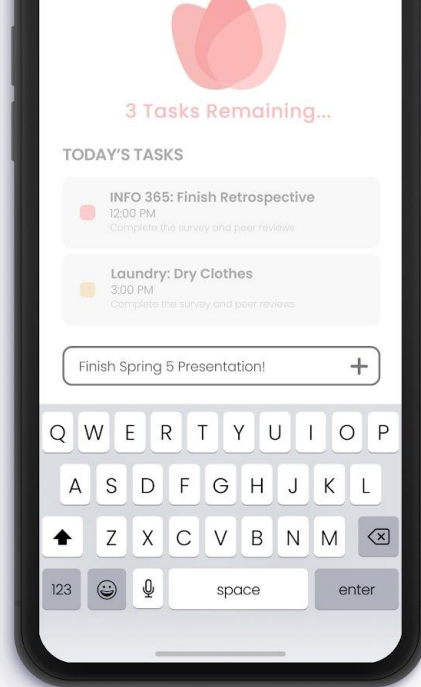 3 Tasks Remaining...
TODAY'S TASKS
INFO 365: Finish Retrospective
12:00 PM
Complete the survey and peer reviews
Laundry: Dry Clothes
3:00 PM
Complete the survey and peer reviews
Finish Spring 5 Presentation! +
Q W E R T Y U I O P
A S D F G H J K L
Z X C V B N M
123 space enter